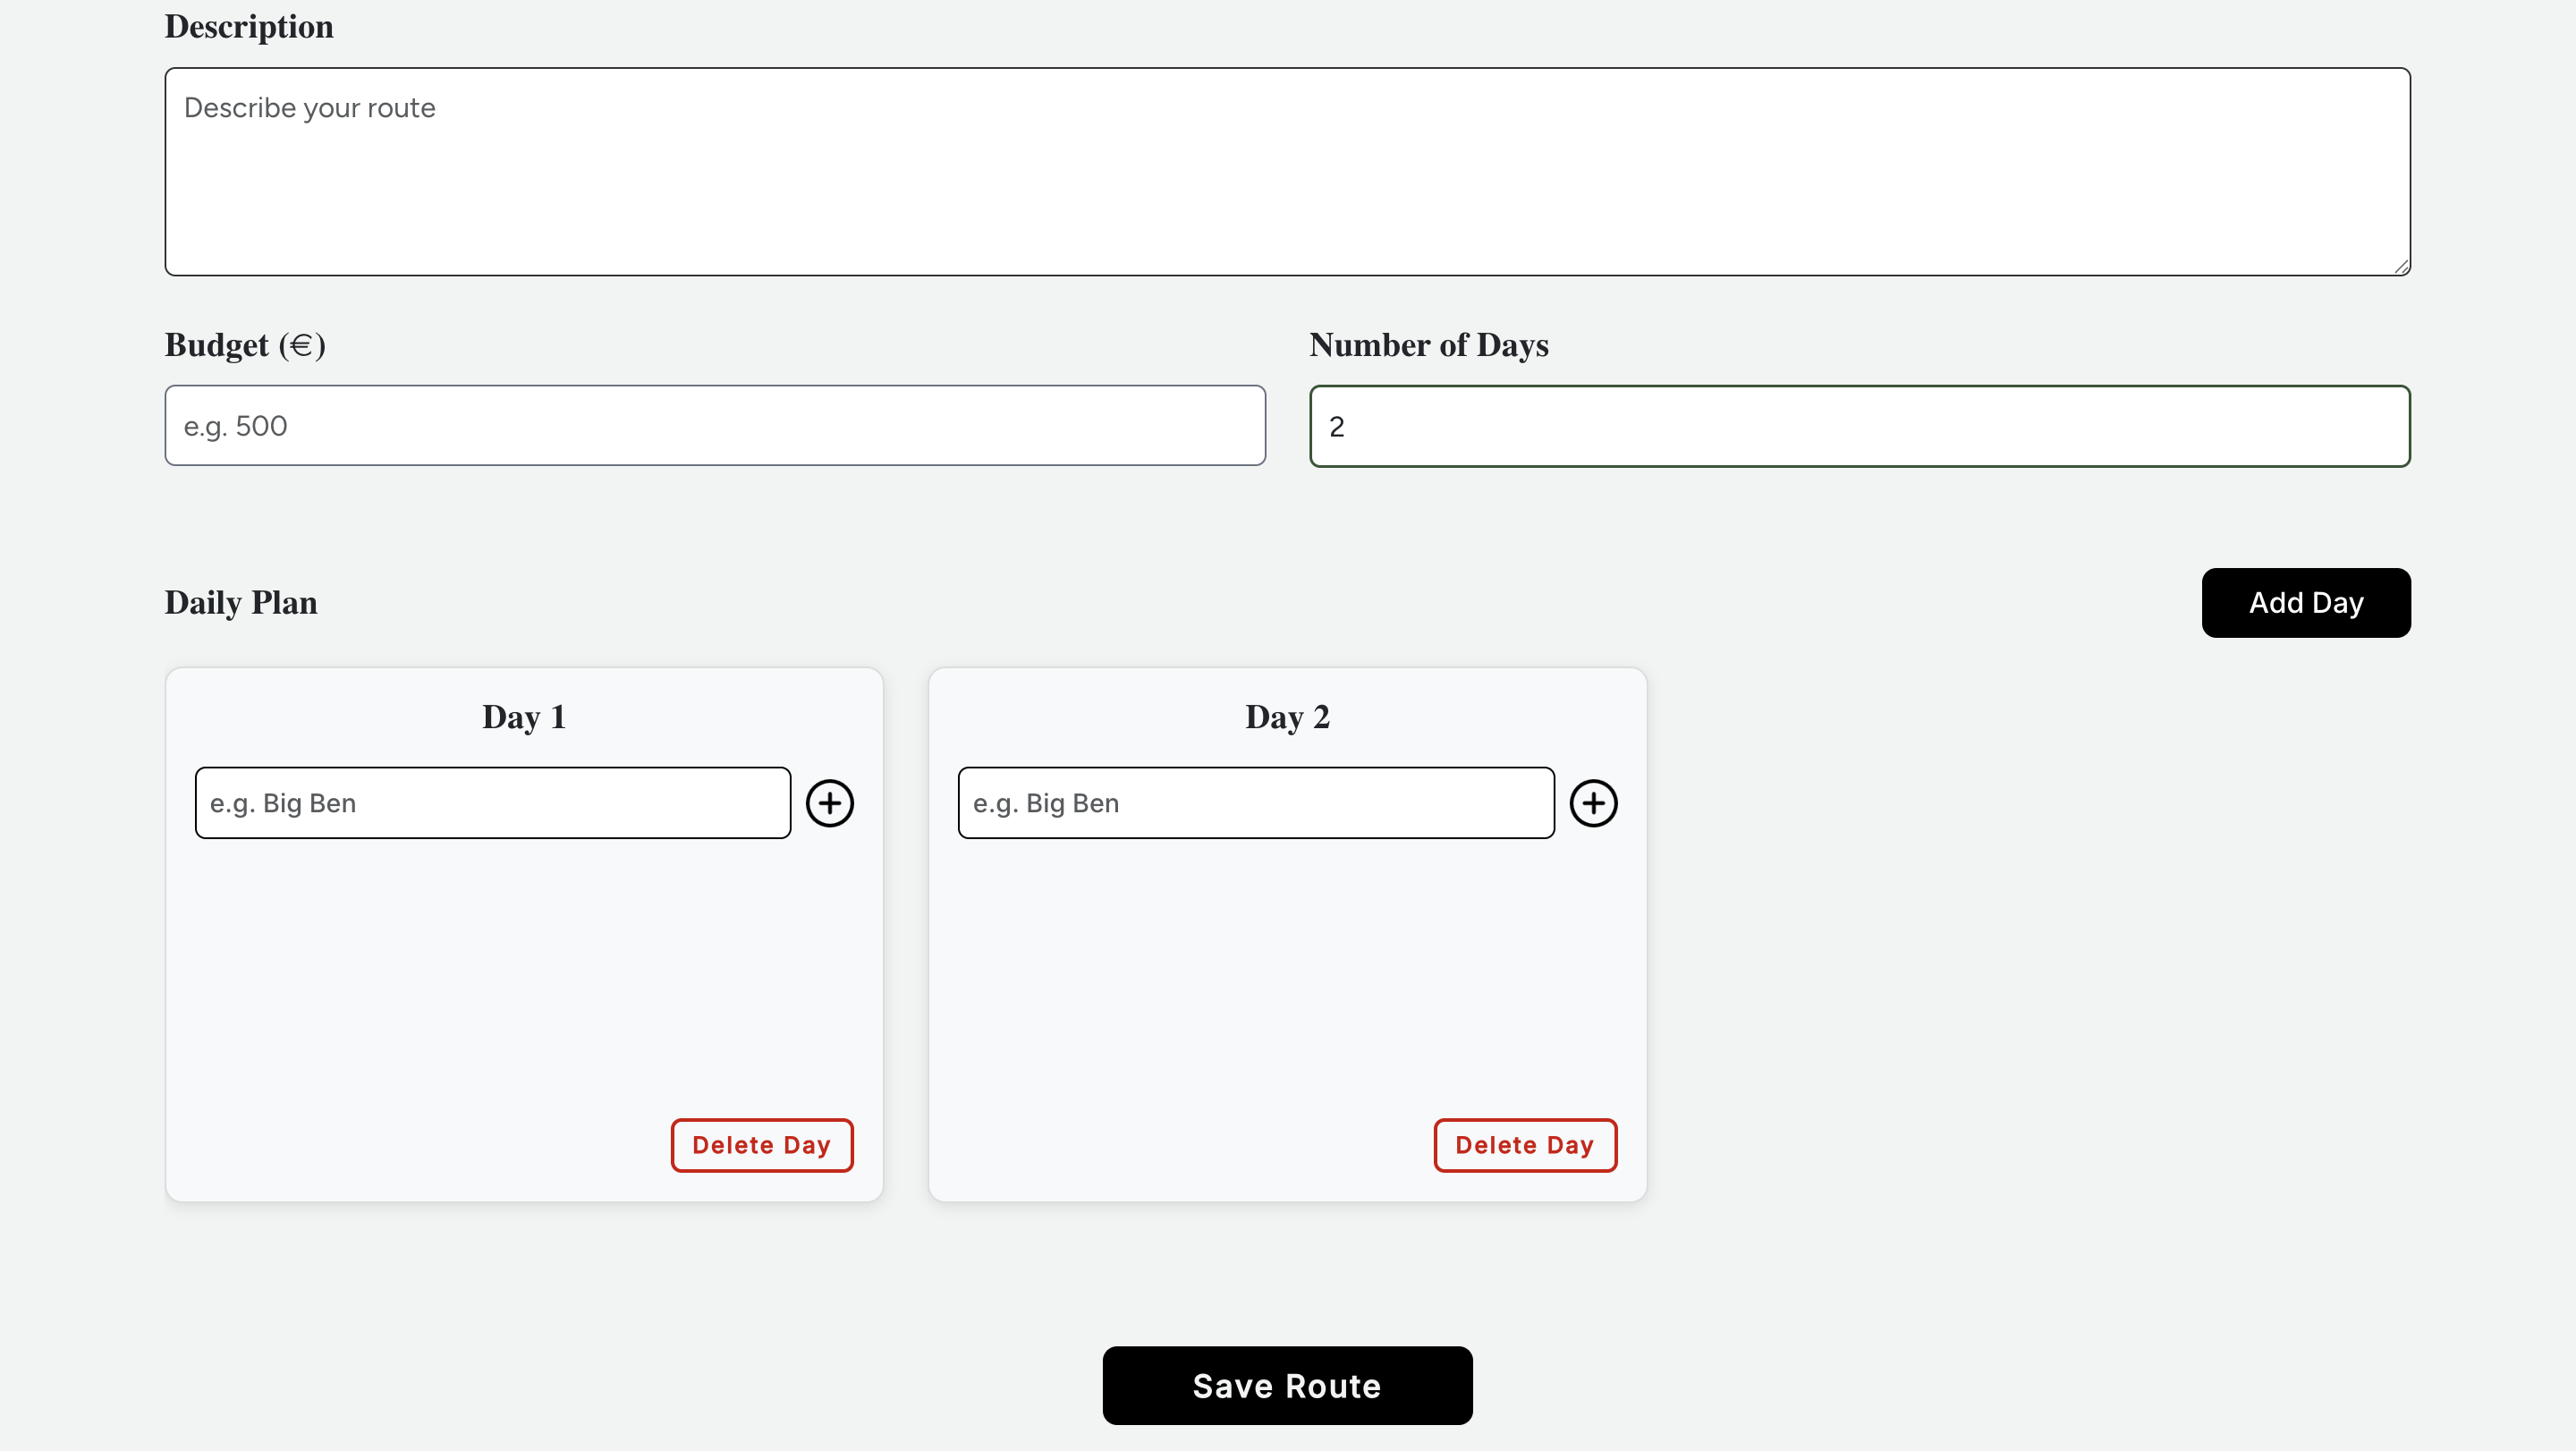 Description
Describe your route
Budget (€)
Number of Days
e.g. 500
2
Daily Plan
Add Day
Day 1
Day 2
e.g. Big Ben
e.g. Big Ben
Delete Day
Delete Day
Save Route